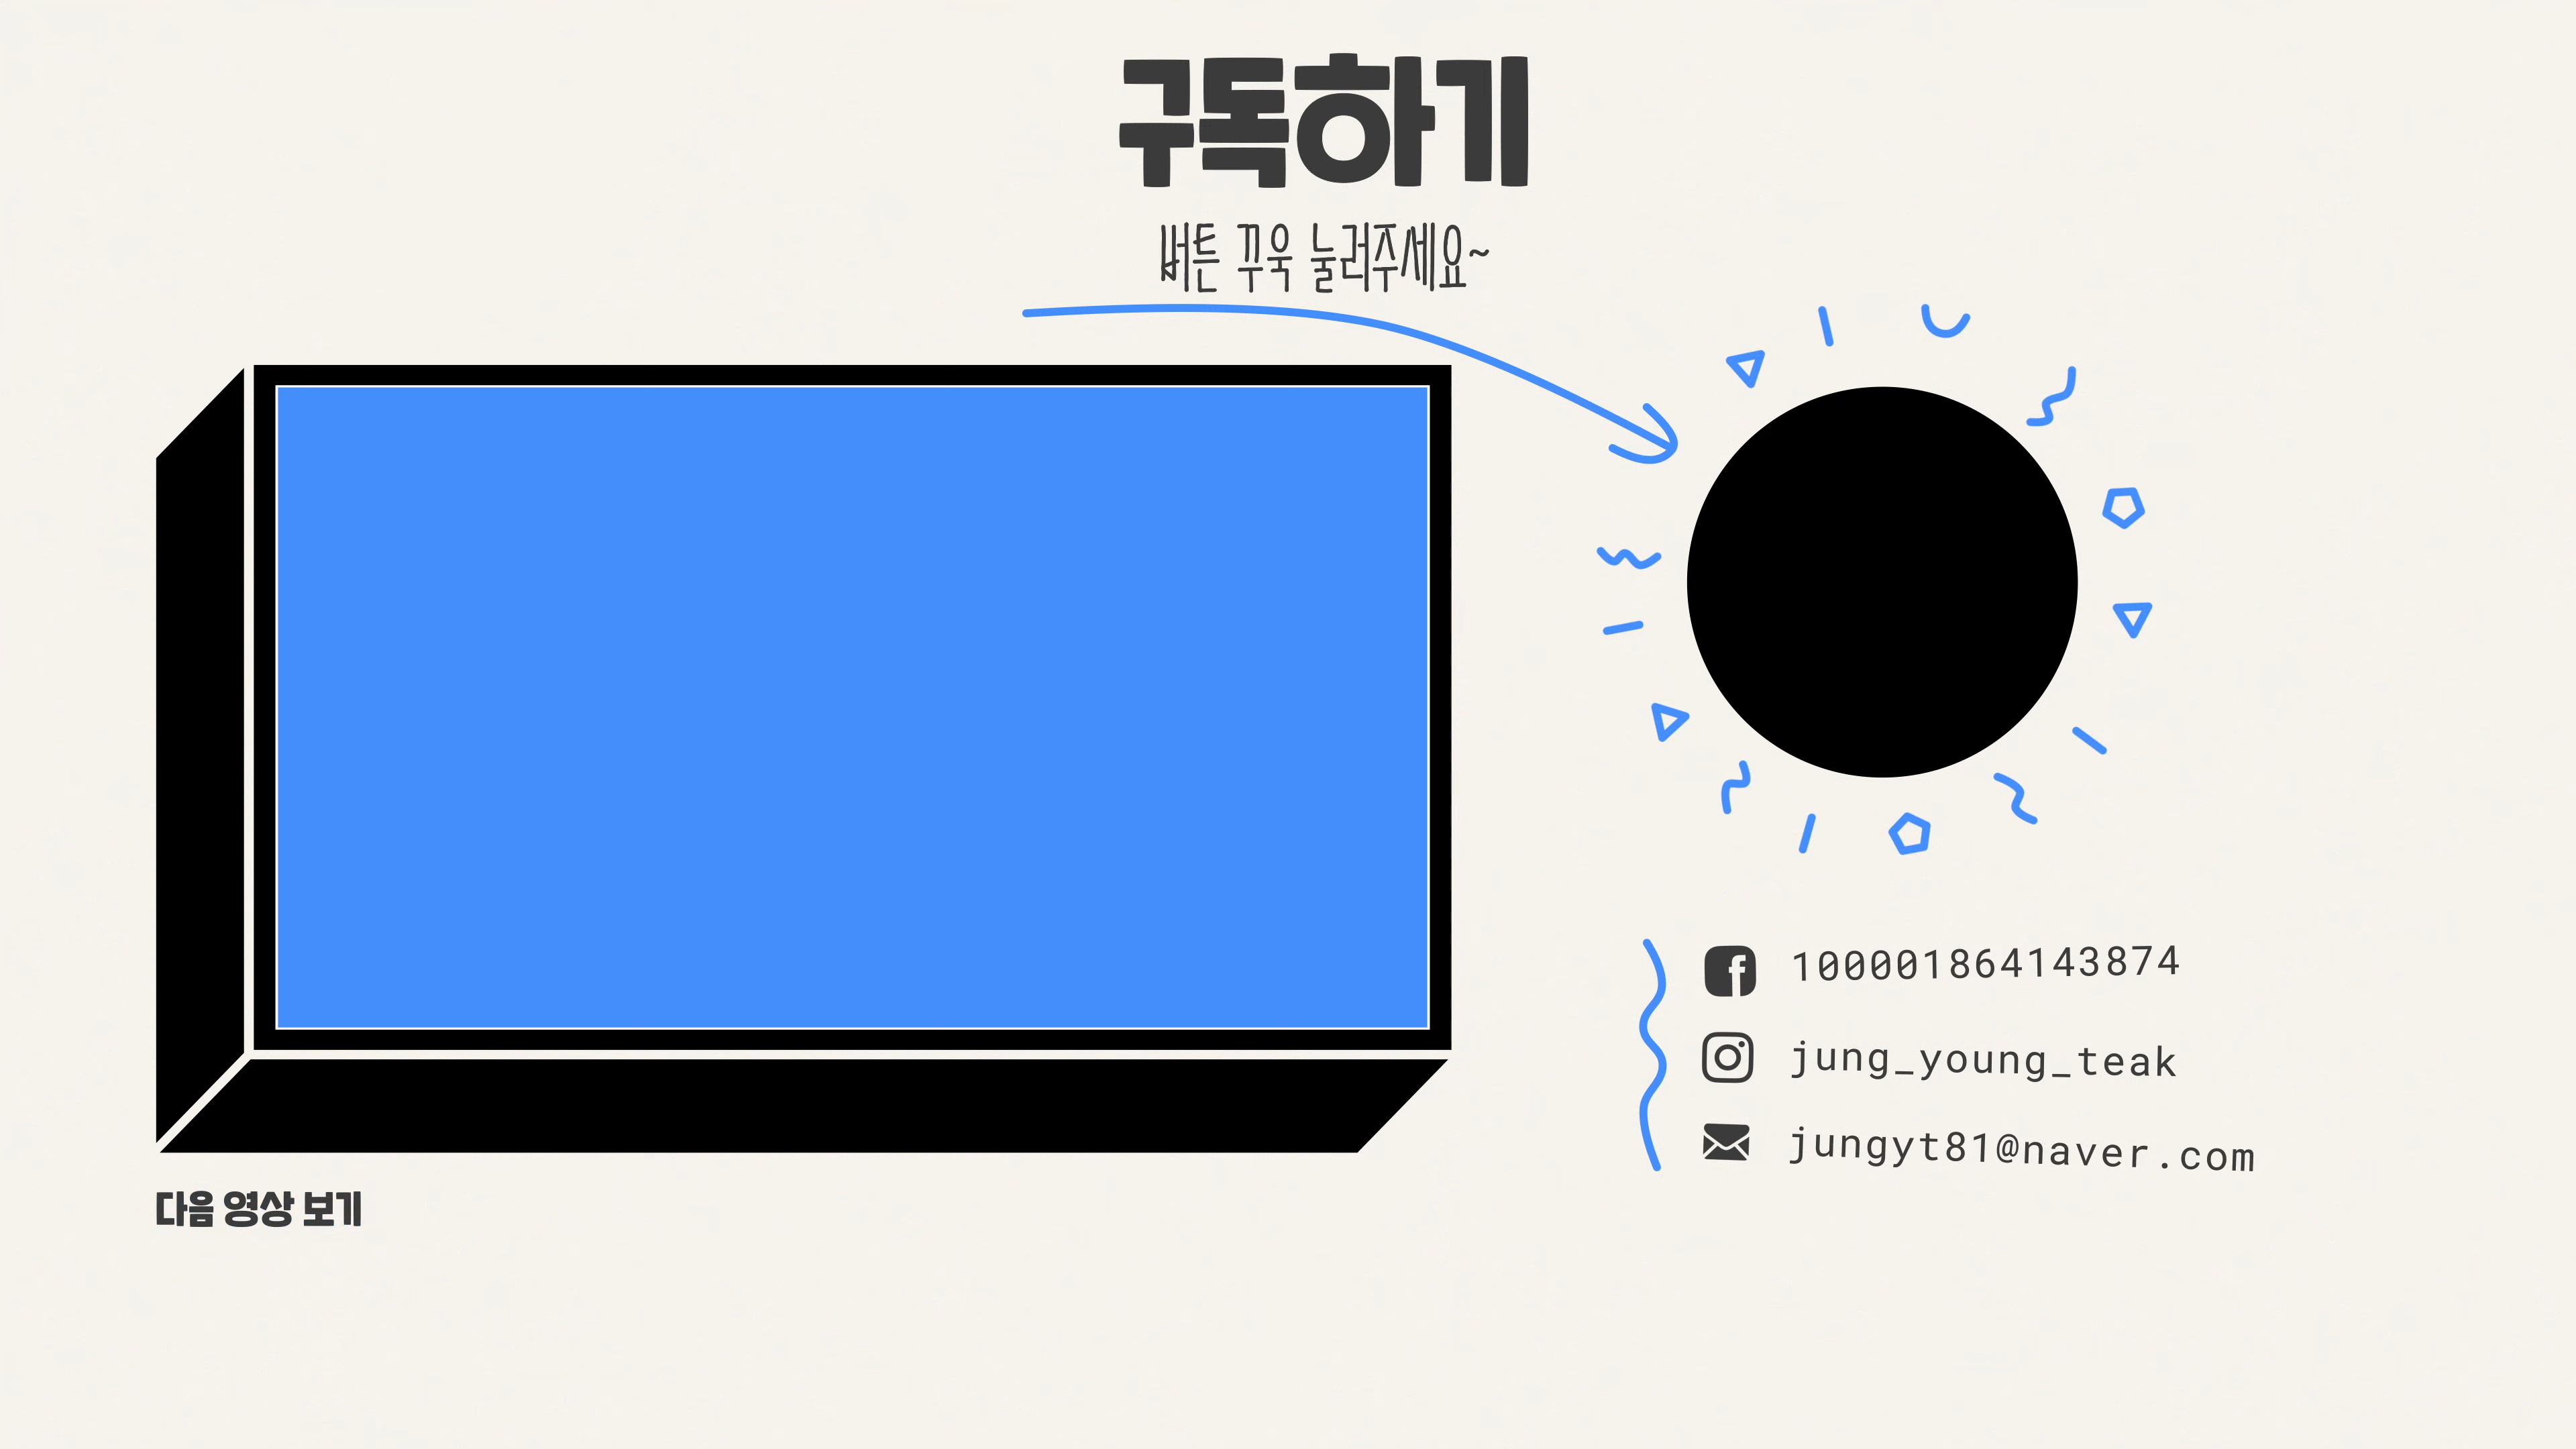 구독하기
버튼 꾸욱 눌러주세요~
100001864143874
jung_young_teak
jungyt81@naver.com
다음 영상 보기